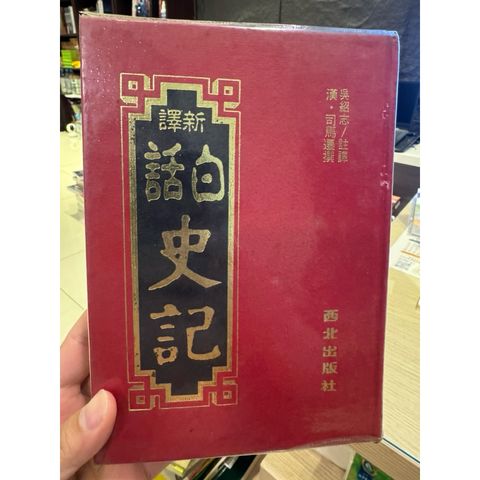 新譯
白話
史記
漢・司馬遷撰
吳紹志/註譯
西北出版社